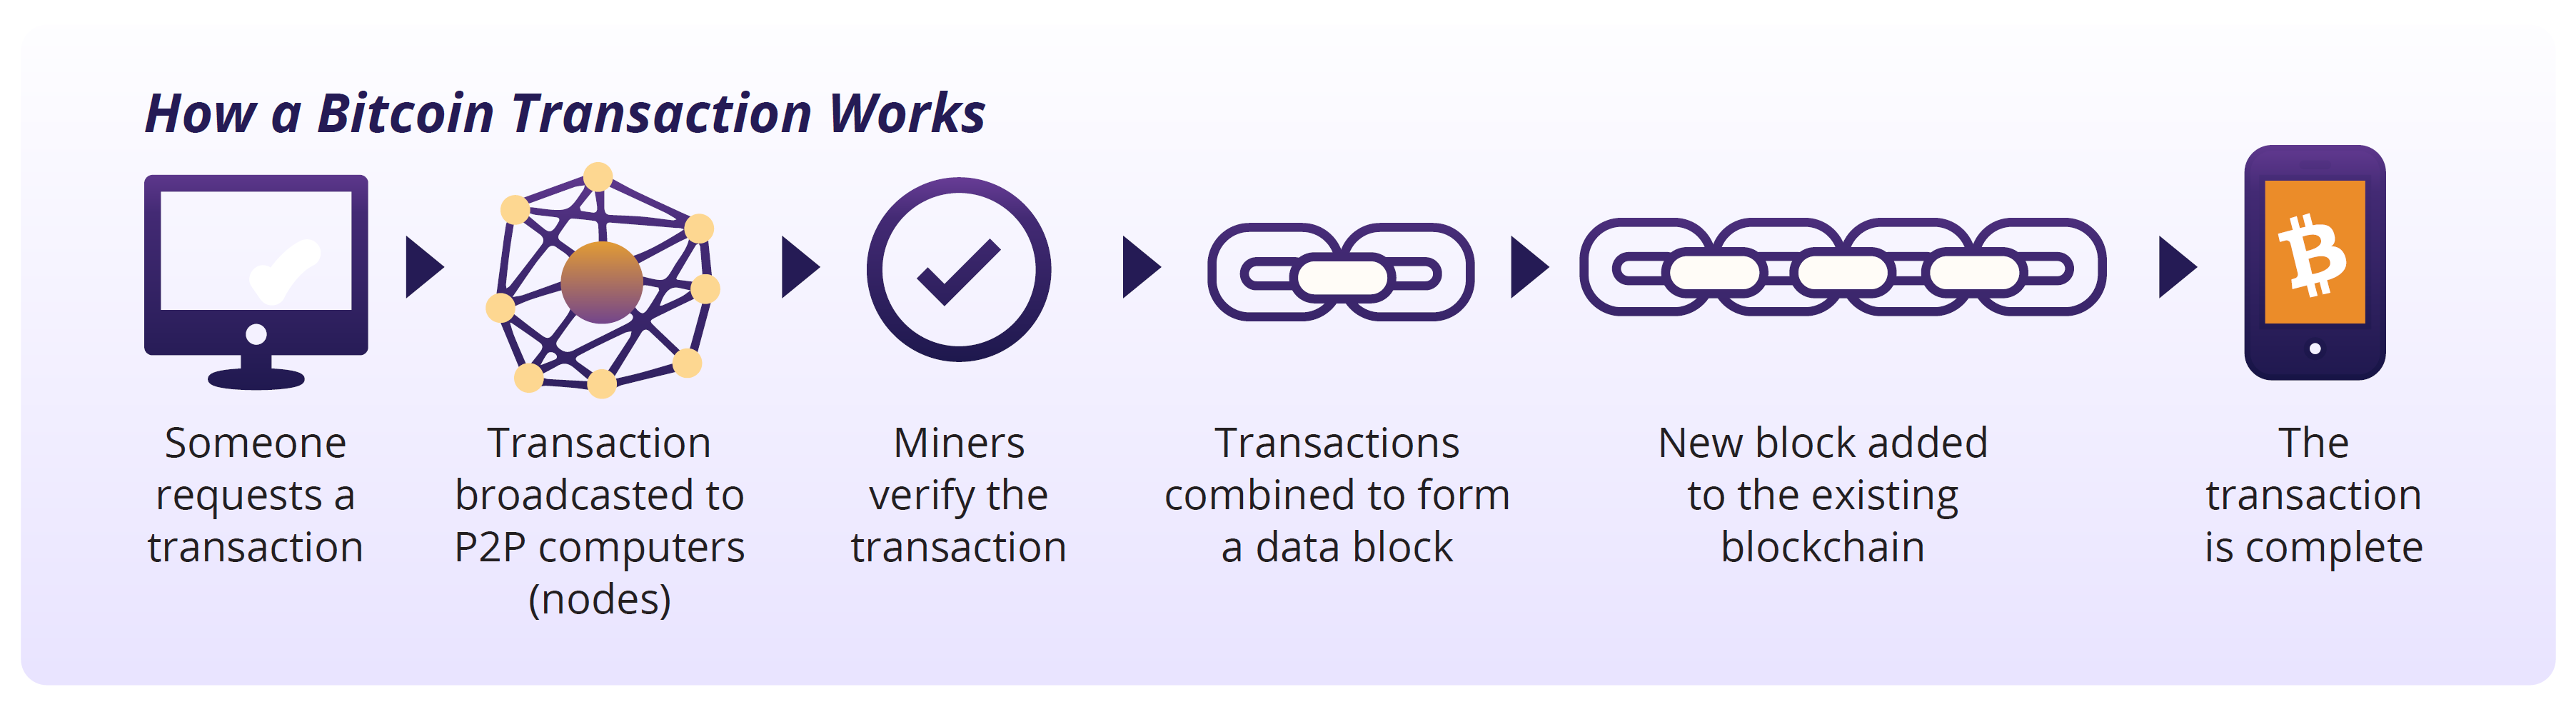 How a Bitcoin Transaction Works
Someone
requests a
transaction
Transaction
broadcasted to
P2P computers
(nodes)
Miners
verify the
transaction
Transactions
combined to form
a data block
New block added
to the existing
blockchain
The
transaction
is complete